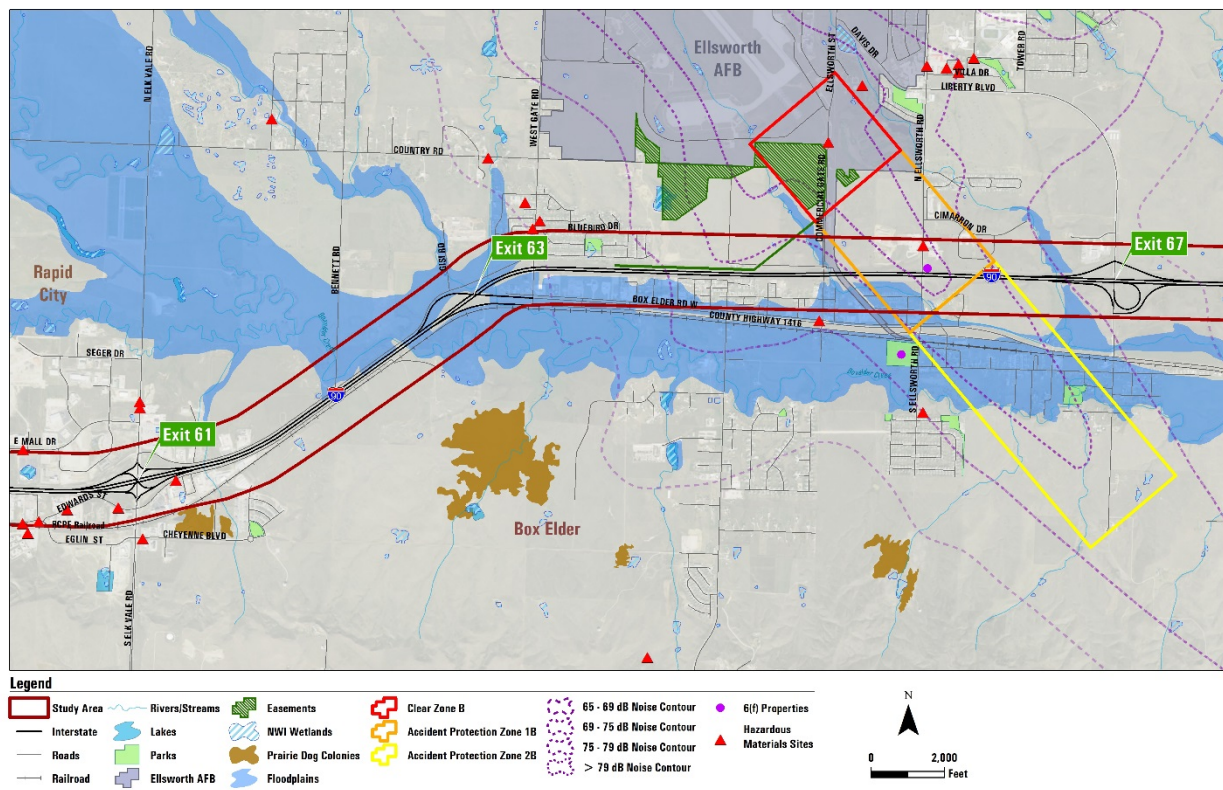 N ELK VALE RD
Ellsworth
AFB
ELLSWORTH ST
DAVIS DR
TOWER RD
VILLA DR
LIBERTY BLVD
WEST GATE RD
COUNTRY RD
N ELLSWORTH RD
COMMERCIAL GATE RD
CIMARRON DR
BLUEBIRD DR
Exit 63
Exit 67
GISI RD
BENNETT RD
Rapid
City
90
BOX ELDER RD W
COUNTY HIGHWAY 1416
SEGER DR
S ELLSWORTH RD
90
E MALL DR
Exit 61
EDWARDS ST
RCPE Railroad
EGLIN ST
CHEYENNE BLVD
Box Elder
S ELK VALE RD
Legend
Study Area
Rivers/Streams
Easements
Clear Zone B
65 - 69 dB Noise Contour
6(f) Properties
N
Interstate
Lakes
NWI Wetlands
Accident Protection Zone 1B
69 - 75 dB Noise Contour
Hazardous
Materials Sites
Roads
Parks
Prairie Dog Colonies
Accident Protection Zone 2B
75 - 79 dB Noise Contour
0 2,000
Feet
Railroad
Ellsworth AFB
Floodplains
> 79 dB Noise Contour